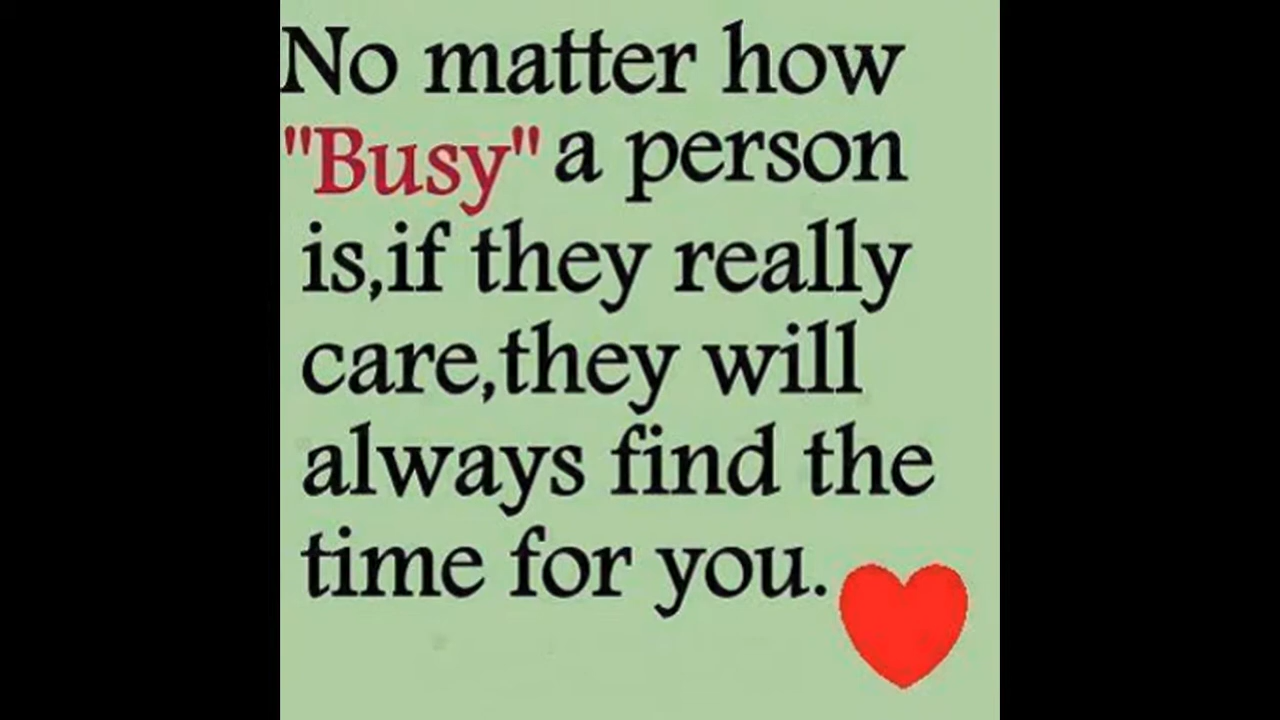 No matter how
"Busy" a person
is,if they really
care,they will
always find the
time for you.